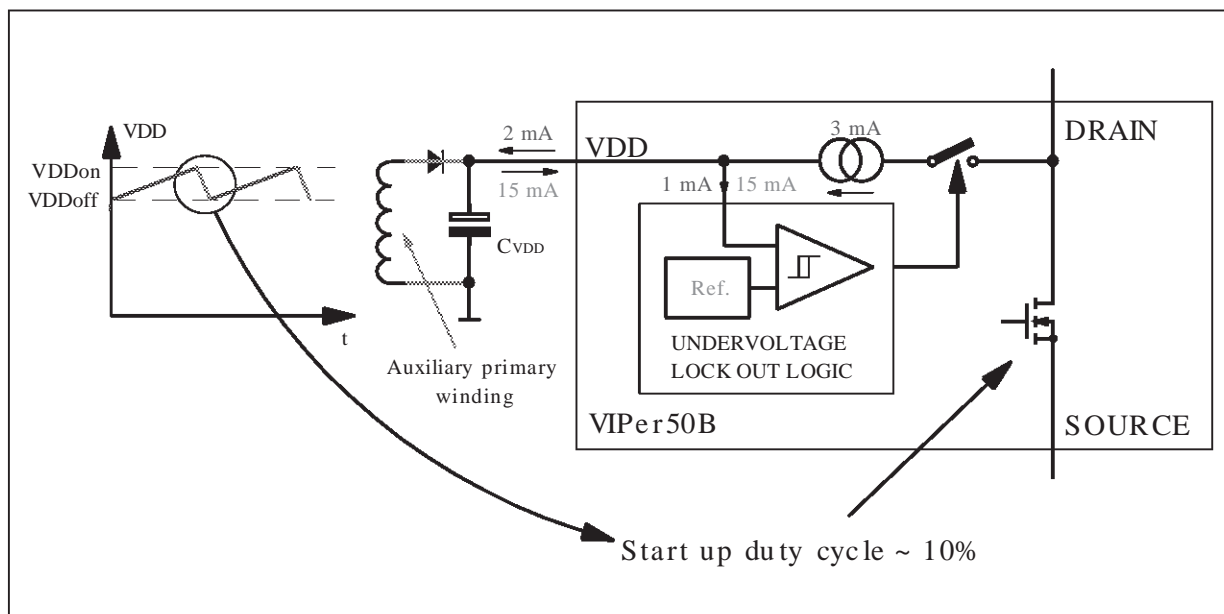 VDD
VDDon
VDDoff
t
2 mA
15 mA
CVDD
Auxiliary primary
winding
VDD
3 mA
DRAIN
1 mA
15 mA
Ref.
UNDERVOLTAGE
LOCK OUT LOGIC
VIPer50B
SOURCE
Start up duty cycle ~ 10%